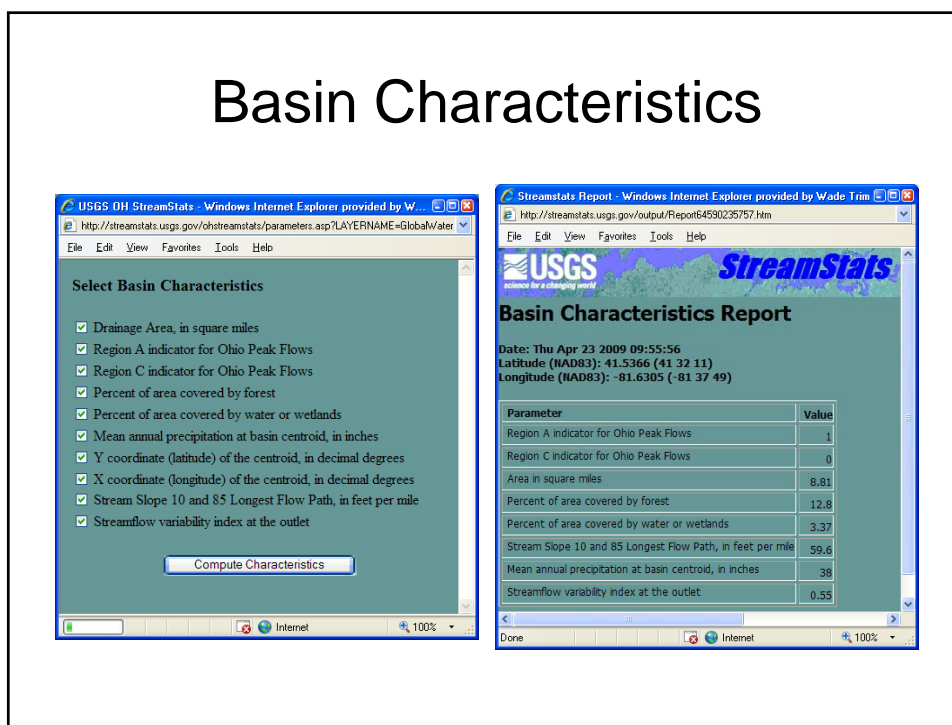 Basin Characteristics
USGS OH StreamStats - Windows Internet Explorer provided by W...
http://streamstats.usgs.gov/ohstreamstats/parameters.asp?LAYERNAME=GlobalWater
File Edit View Favorites Tools Help
Select Basin Characteristics
Drainage Area, in square miles
Region A indicator for Ohio Peak Flows
Region C indicator for Ohio Peak Flows
Percent of area covered by forest
Percent of area covered by water or wetlands
Mean annual precipitation at basin centroid, in inches
Y coordinate (latitude) of the centroid, in decimal degrees
X coordinate (longitude) of the centroid, in decimal degrees
Stream Slope 10 and 85 Longest Flow Path, in feet per mile
Streamflow variability index at the outlet
Compute Characteristics
Internet 100%
Streamstats Report - Windows Internet Explorer provided by Wade Trim
http://streamstats.usgs.gov/output/Report64590235757.htm
File Edit View Favorites Tools Help
USGS StreamStats
science for a changing world
Basin Characteristics Report
Date: Thu Apr 23 2009 09:55:56
Latitude (NAD83): 41.5366 (41 32 11)
Longitude (NAD83): -81.6305 (-81 37 49)
Parameter Value
Region A indicator for Ohio Peak Flows 1
Region C indicator for Ohio Peak Flows 0
Area in square miles 8.81
Percent of area covered by forest 12.8
Percent of area covered by water or wetlands 3.37
Stream Slope 10 and 85 Longest Flow Path, in feet per mile 59.6
Mean annual precipitation at basin centroid, in inches 38
Streamflow variability index at the outlet 0.55
Done Internet 100%